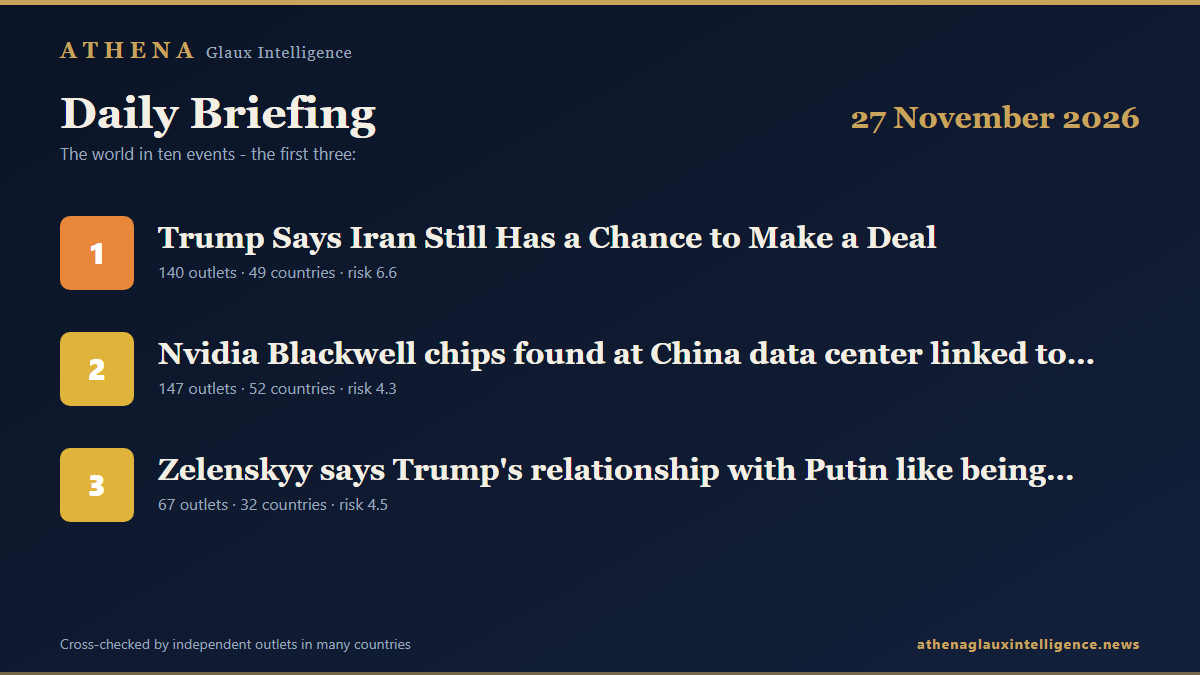 ATHENA Glaux Intelligence
Daily Briefing
27 November 2026
The world in ten events - the first three:
1
Trump Says Iran Still Has a Chance to Make a Deal
140 outlets · 49 countries · risk 6.6
2
Nvidia Blackwell chips found at China data center linked to...
147 outlets · 52 countries · risk 4.3
3
Zelenskyy says Trump's relationship with Putin like being...
67 outlets · 32 countries · risk 4.5
Cross-checked by independent outlets in many countries
athenaglauxintelligence.news